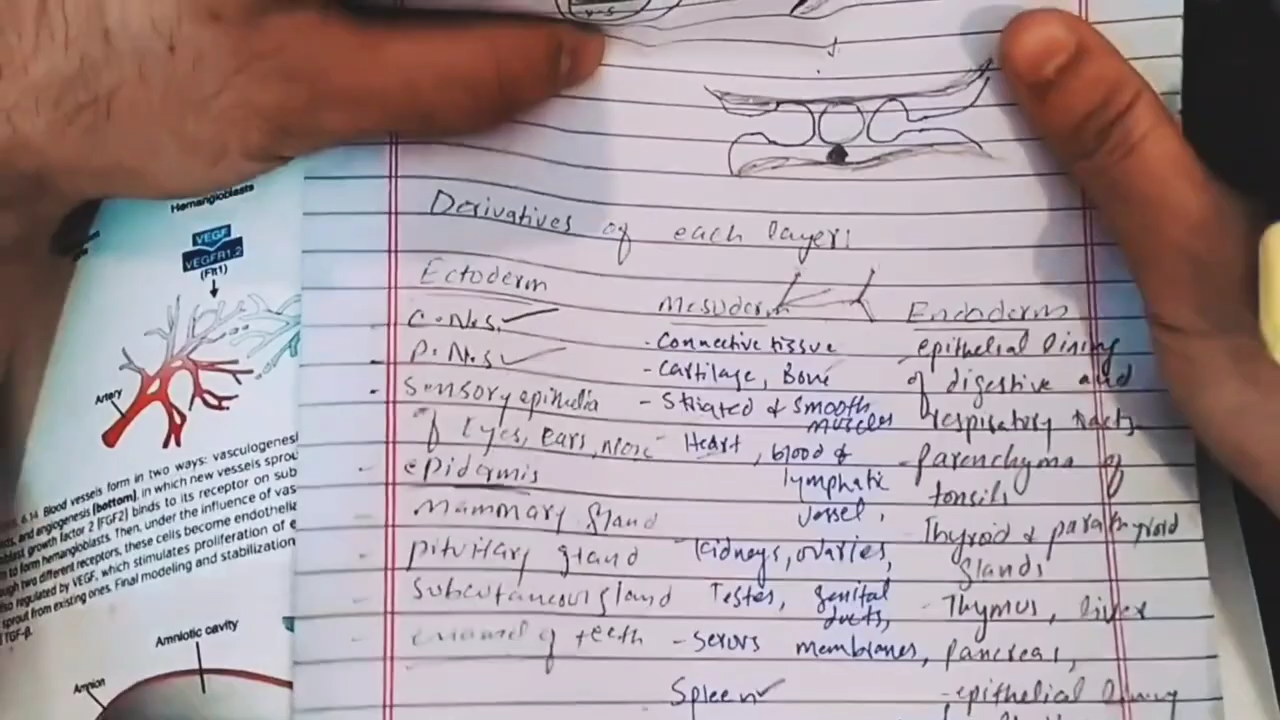 Derivatives of each layer:
Ectoderm
C.N.S.
P.N.S
Sensory epithelia
of Eyes, ears, nose
epidermis
Mammary gland
pituitary gland
Subcutaneous gland
enamel of teeth
Mesoderm
- Connective tissue
- Cartilage, Bone
- Striated & Smooth
muscles
- Heart, blood &
lymphatic
vessel,
kidneys, ovaries,
Testes, genital
ducts,
- Serous membranes,
Spleen
Endoderm
epithelial lining
of digestive and
respiratory tracts
- Parenchyma of
tonsils
Thyroid & parathyroid
glands
- Thymus, liver
pancreas,
- epithelial lining
Hemangioblasts
VEGF
VEGFR1,2
(Flt1)
Artery
6.14 Blood vessels form in two ways: vasculogenesi
and angiogenesis (bottom), in which new vessels sprou
growth factor 2 (FGF2) binds to its receptor on sub
to form hemangioblasts. Then, under the influence of vas
two different receptors, these cells become endothelia
regulated by VEGF, which stimulates proliferation of e
sprout from existing ones. Final modeling and stabilization
TGF-β.
Amniotic cavity
Amnion